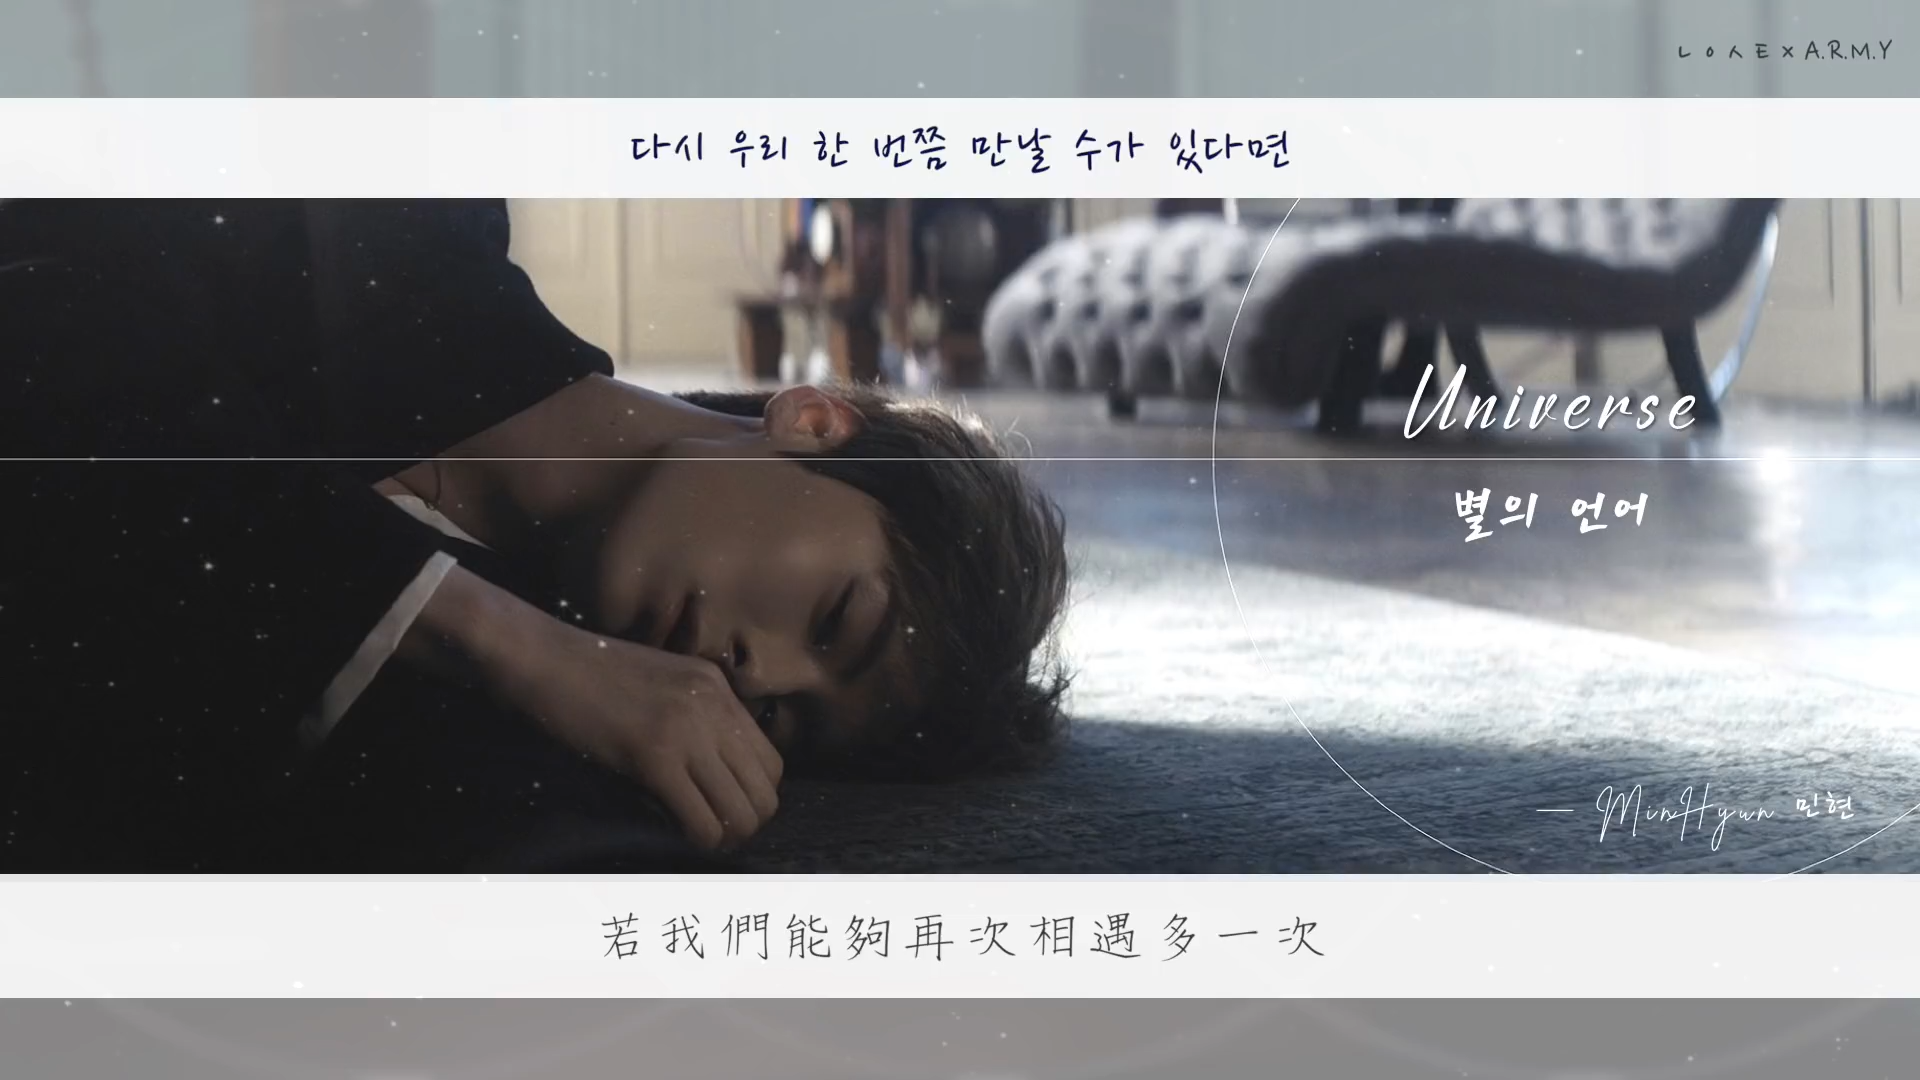 ㄴㅇㅅE×A.R.M.Y
다시 우리 한 번쯤 만날 수가 있다면
Universe
별의 언어
— MinHyun 민현
若我們能夠再次相遇多一次